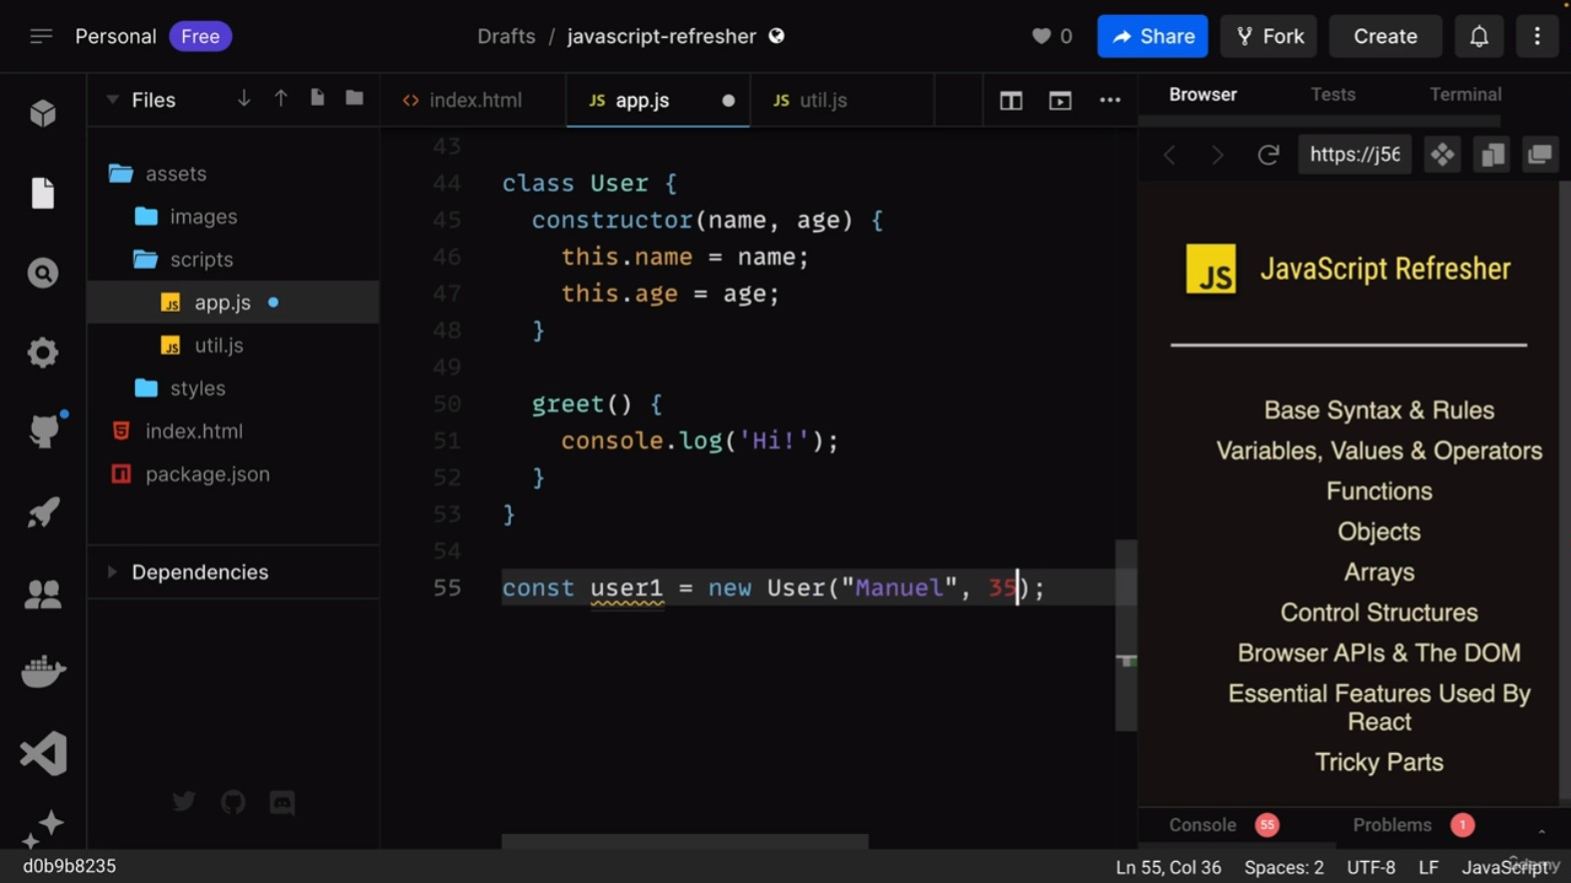 Personal Free Drafts / javascript-refresher 0 Share Fork Create
Files index.html JS app.js JS util.js Browser Tests Terminal
https://j56
assets
images
scripts
JS app.js
JS util.js
styles
index.html
package.json
Dependencies
43
44 class User {
45 constructor(name, age) {
46 this.name = name;
47 this.age = age;
48 }
49
50 greet() {
51 console.log('Hi!');
52 }
53 }
54
55 const user1 = new User("Manuel", 35);
JS JavaScript Refresher
Base Syntax & Rules
Variables, Values & Operators
Functions
Objects
Arrays
Control Structures
Browser APIs & The DOM
Essential Features Used By
React
Tricky Parts
Console 55 Problems 1
d0b9b8235 Ln 55, Col 36 Spaces: 2 UTF-8 LF JavaScript
Udemy